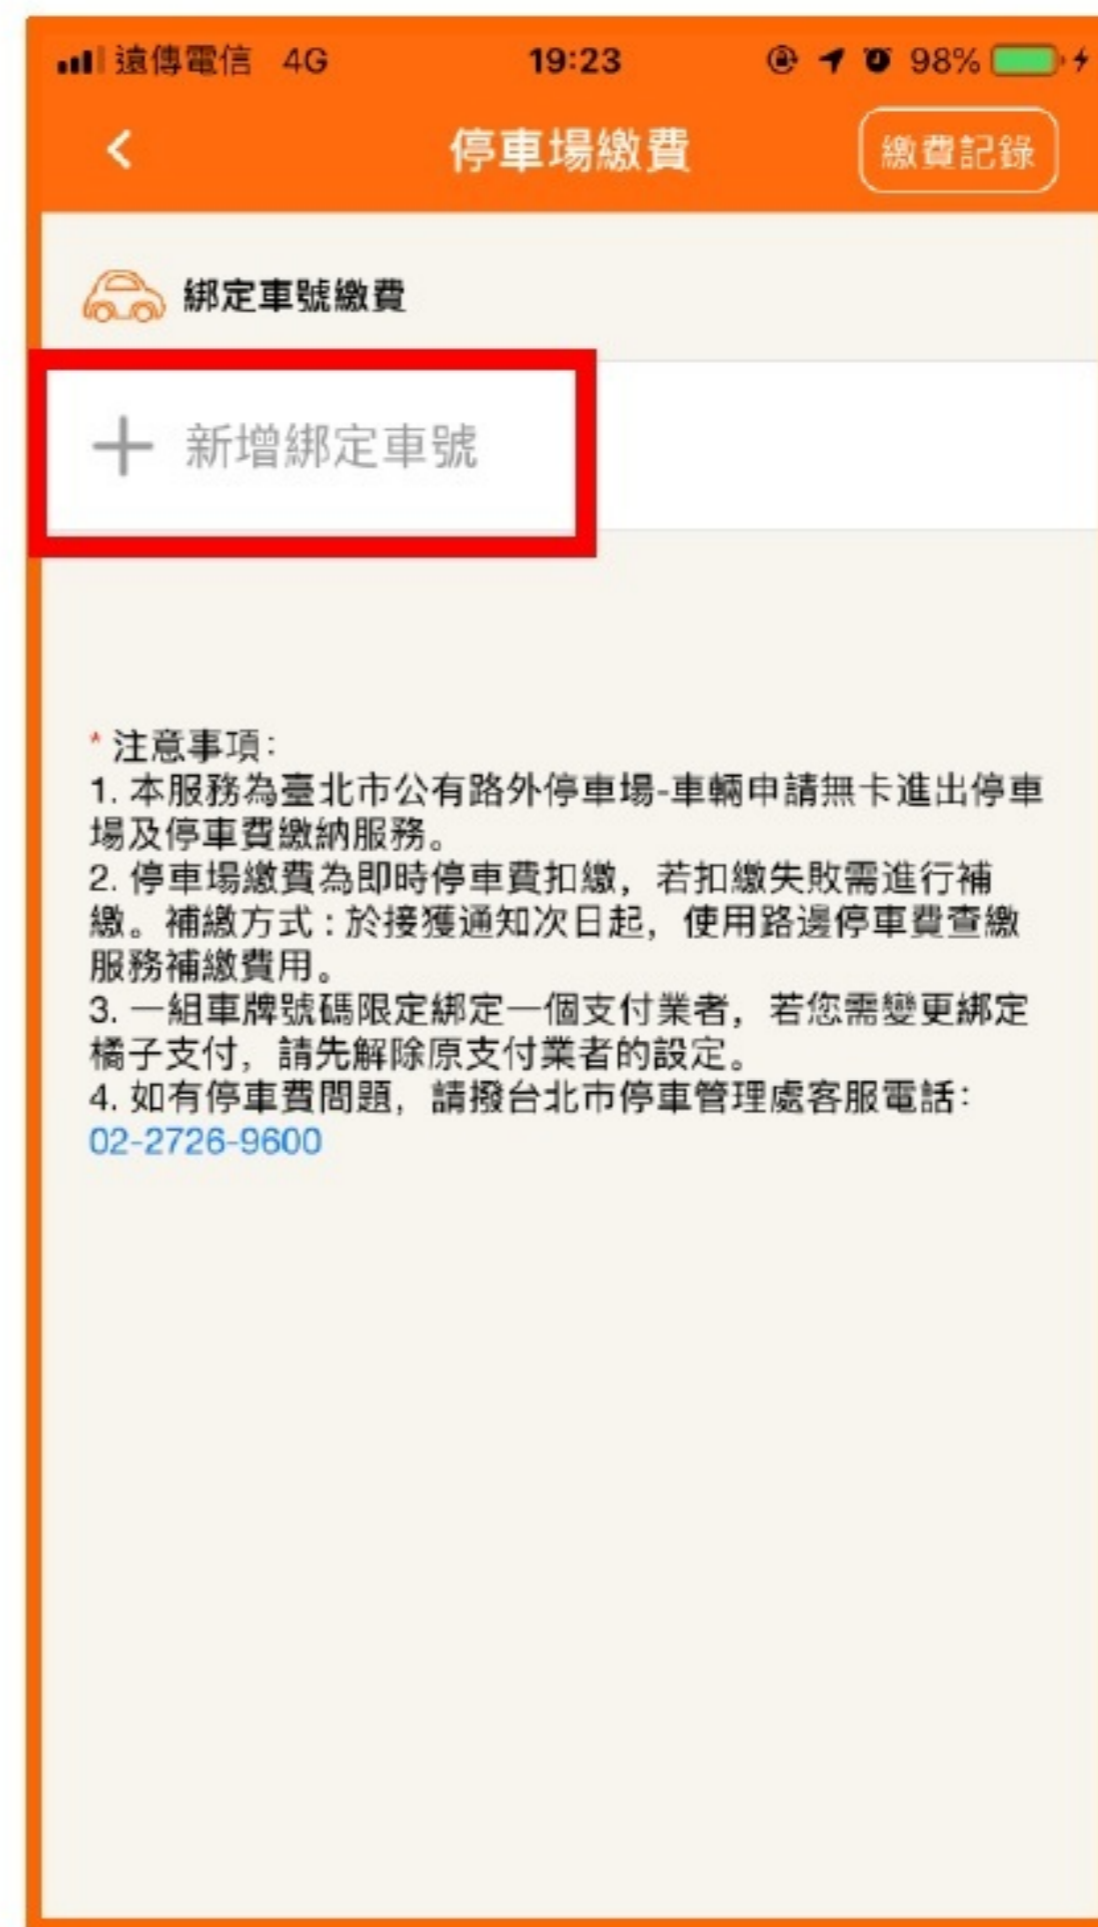 遠傳電信 4G 19:23 98%
停車場繳費 繳費記錄
綁定車號繳費
新增綁定車號
* 注意事項：
1. 本服務為臺北市公有路外停車場-車輛申請無卡進出停車
場及停車費繳納服務。
2. 停車場繳費為即時停車費扣繳，若扣繳失敗需進行補
繳。補繳方式：於接獲通知次日起，使用路邊停車費查繳
服務補繳費用。
3. 一組車牌號碼限定綁定一個支付業者，若您需變更綁定
橘子支付，請先解除原支付業者的設定。
4. 如有停車費問題，請撥台北市停車管理處客服電話：
02-2726-9600